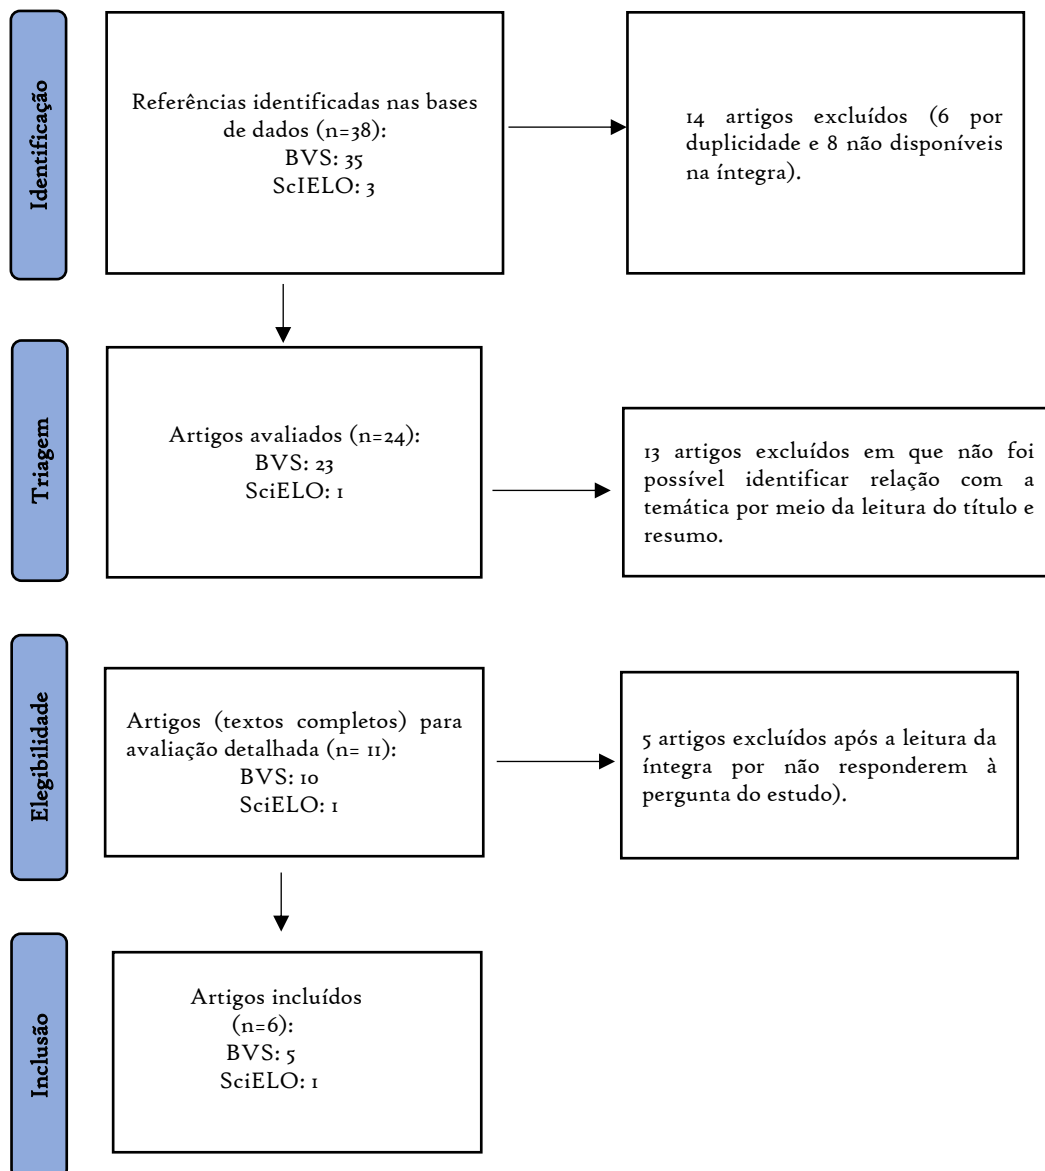 Identificação
Referências identificadas nas bases
de dados (n=38):
BVS: 35
ScIELO: 3
14 artigos excluídos (6 por
duplicidade e 8 não disponíveis
na íntegra).
Triagem
Artigos avaliados (n=24):
BVS: 23
SciELO: 1
13 artigos excluídos em que não foi
possível identificar relação com a
temática por meio da leitura do título e
resumo.
Elegibilidade
Artigos (textos completos) para
avaliação detalhada (n= 11):
BVS: 10
SciELO: 1
5 artigos excluídos após a leitura da
íntegra por não responderem à
pergunta do estudo).
Inclusão
Artigos incluídos
(n=6):
BVS: 5
SciELO: 1